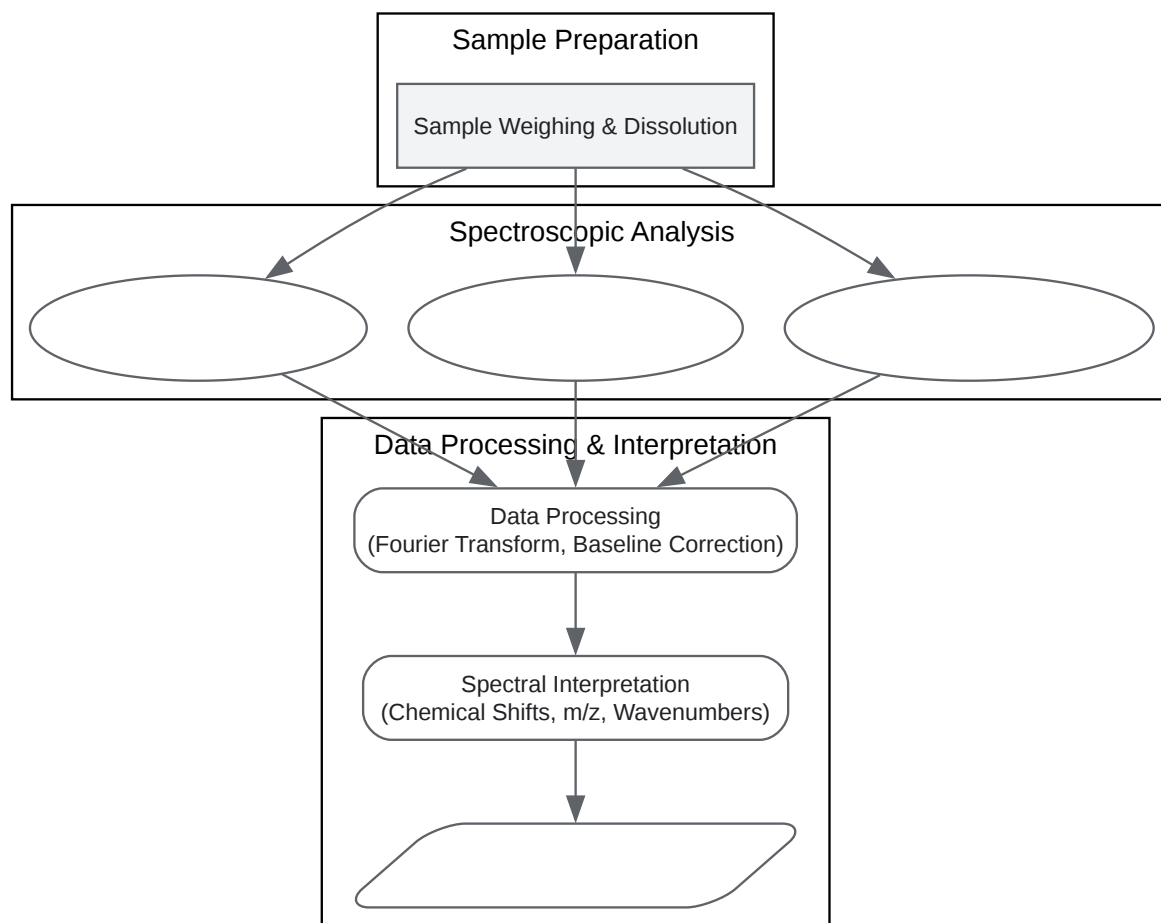 Sample Preparation
Sample Weighing & Dissolution
Spectroscopic Analysis
Data Processing & Interpretation
Data Processing
(Fourier Transform, Baseline Correction)
Spectral Interpretation
(Chemical Shifts, m/z, Wavenumbers)